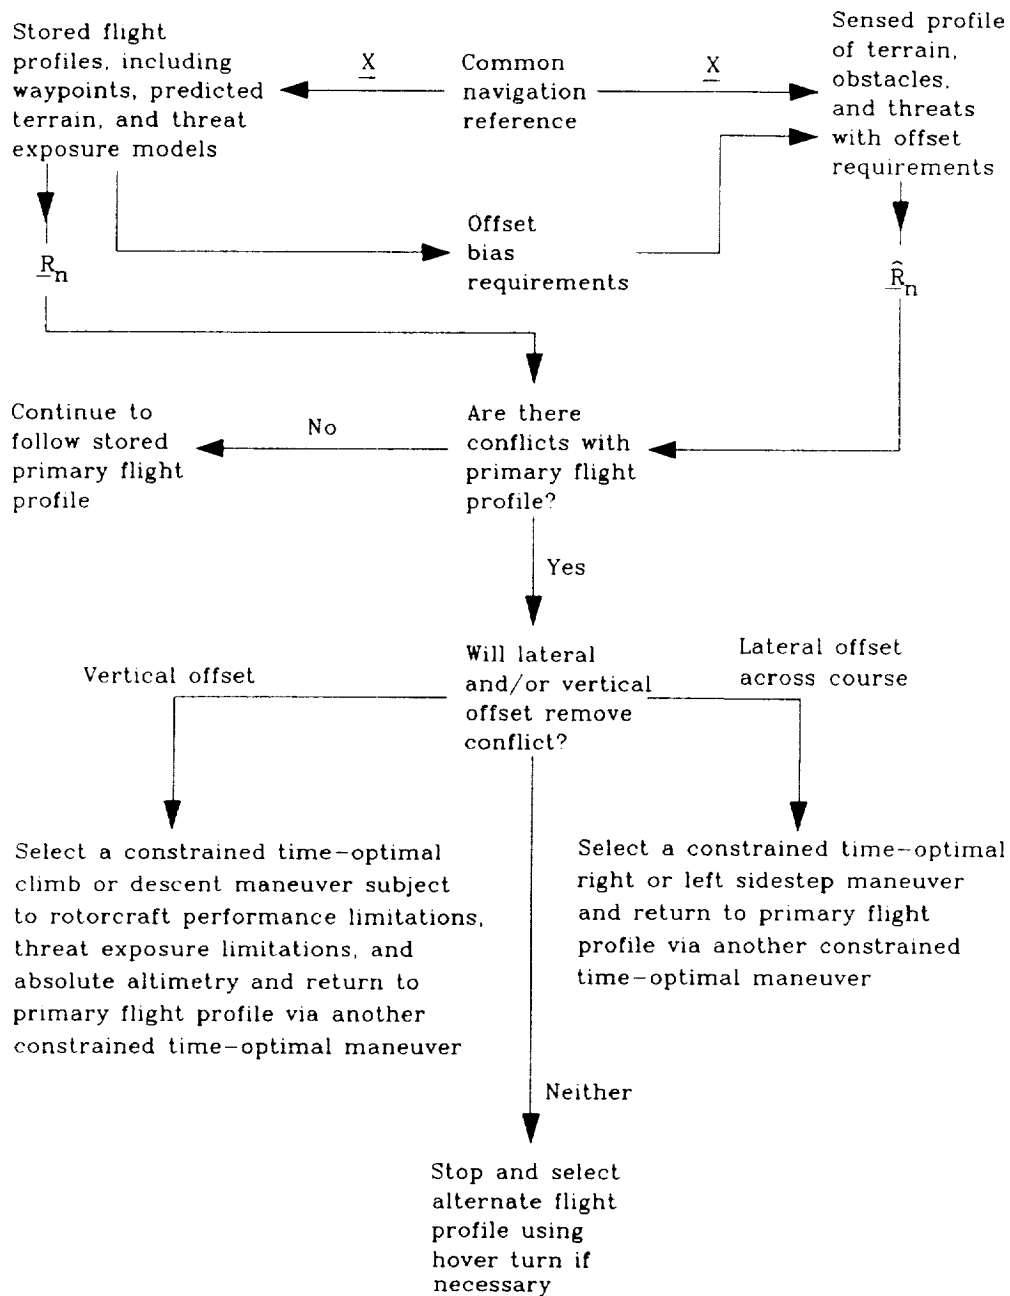 Stored flight
profiles, including
waypoints, predicted
terrain, and threat
exposure models
X
Common
navigation
reference
X
Sensed profile
of terrain,
obstacles,
and threats
with offset
requirements
Offset
bias
requirements
R_n
R̂_n
Continue to
follow stored
primary flight
profile
No
Are there
conflicts with
primary flight
profile?
Yes
Vertical offset
Will lateral
and/or vertical
offset remove
conflict?
Lateral offset
across course
Select a constrained time-optimal
climb or descent maneuver subject
to rotorcraft performance limitations,
threat exposure limitations, and
absolute altimetry and return to
primary flight profile via another
constrained time-optimal maneuver
Select a constrained time-optimal
right or left sidestep maneuver
and return to primary flight
profile via another constrained
time-optimal maneuver
Neither
Stop and select
alternate flight
profile using
hover turn if
necessary